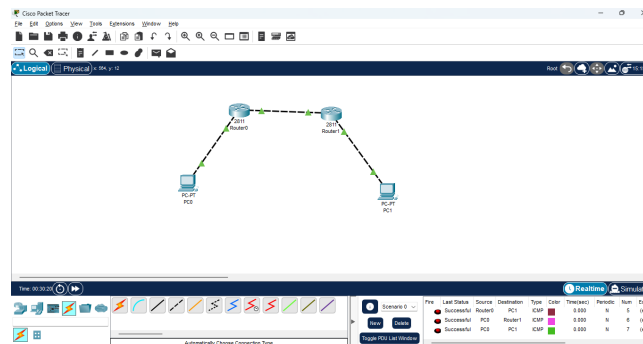 Cisco Packet Tracer
File Edit Options View Tools Extensions Window Help
Logical Physical x: 564, y: 12 Root
2811
Router0
2811
Router1
PC-PT
PC0
PC-PT
PC1
Time: 00:30:20 Realtime Simulat
Scenario 0
New Delete
Toggle PDU List Window
Fire Last Status Source Destination Type Color Time(sec) Periodic Num
Successful Router0 PC1 ICMP 0.000 N 5
Successful PC0 Router1 ICMP 0.000 N 6
Successful PC0 PC1 ICMP 0.000 N 7
Automatically Choose Connection Type